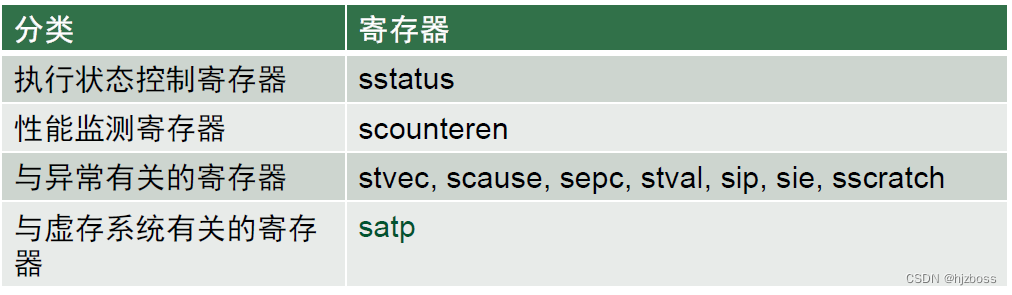 分类 寄存器
执行状态控制寄存器 sstatus
性能监测寄存器 scounteren
与异常有关的寄存器 stvec, scause, sepc, stval, sip, sie, sscratch
与虚存系统有关的寄存 satp
器
CSDN @hjzboss